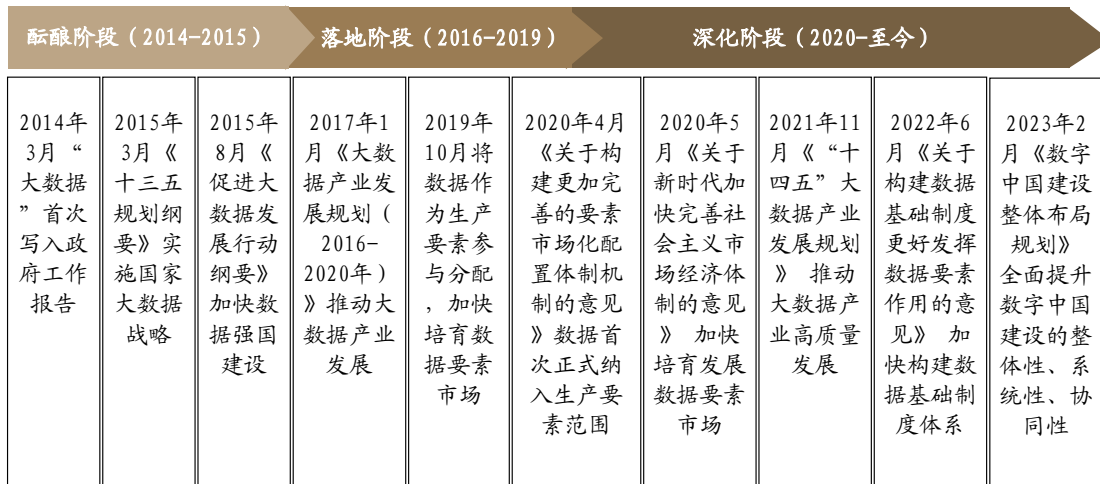 酝酿阶段（2014-2015）
落地阶段（2016-2019）
深化阶段（2020-至今）
2014年
3月“
大数据
”首次
写入政
府工作
报告
2015年
3月《
十三五
规划纲
要》实
施国家
大数据
战略
2015年
8月《
促进大
数据发
展行动
纲要》
加快数
据强国
建设
2017年1
月《大数
据产业发
展规划（
2016-
2020年）
》推动大
数据产业
发展
2019年
10月将
数据作
为生产
要素参
与分配
，加快
培育数
据要素
市场
2020年4月
《关于构
建更加完
善的要素
市场化配
置体制机
制的意见
》数据首
次正式纳
入生产要
素范围
2020年5
月《关于
新时代加
快完善社
会主义市
场经济体
制的意见
》 加快
培育发展
数据要素
市场
2021年11
月《“十
四五”大
数据产业
发展规划
》 推动
大数据产
业高质量
发展
2022年6
月《关于
构建数据
基础制度
更好发挥
数据要素
作用的意
见》 加
快构建数
据基础制
度体系
2023年2
月《数字
中国建设
整体布局
规划》
全面提升
数字中国
建设的整
体性、系
统性、协
同性